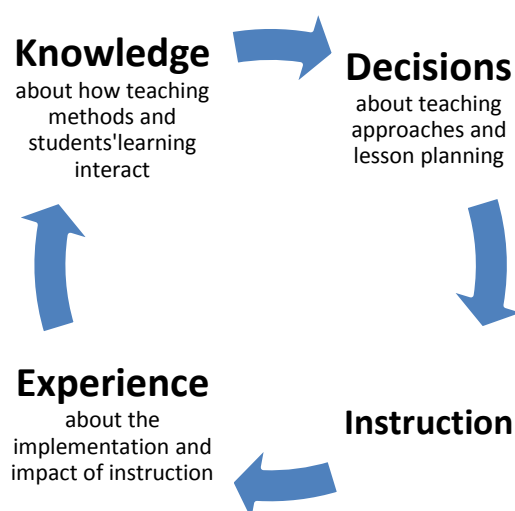 Knowledge
about how teaching
methods and
students'learning
interact
Decisions
about teaching
approaches and
lesson planning
Experience
about the
implementation and
impact of instruction
Instruction